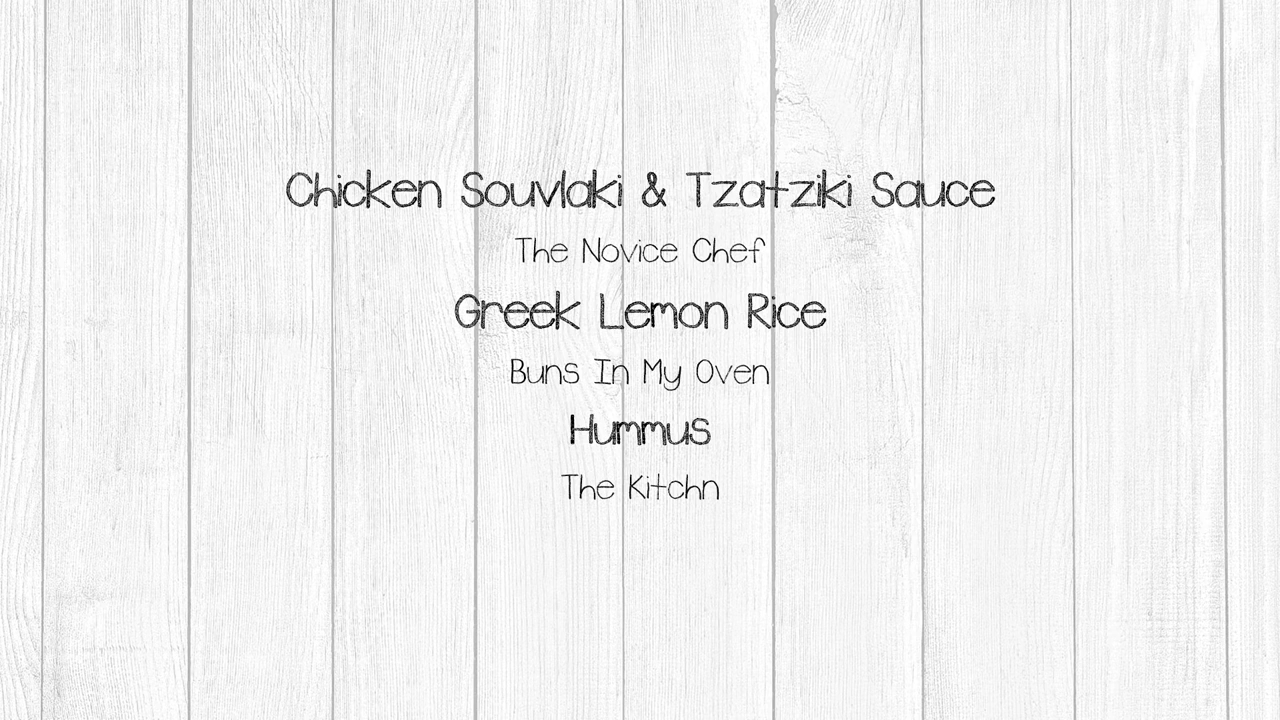 Chicken Souvlaki & Tzatziki Sauce
The Novice Chef
Greek Lemon Rice
Buns In My Oven
Hummus
The Kitchn